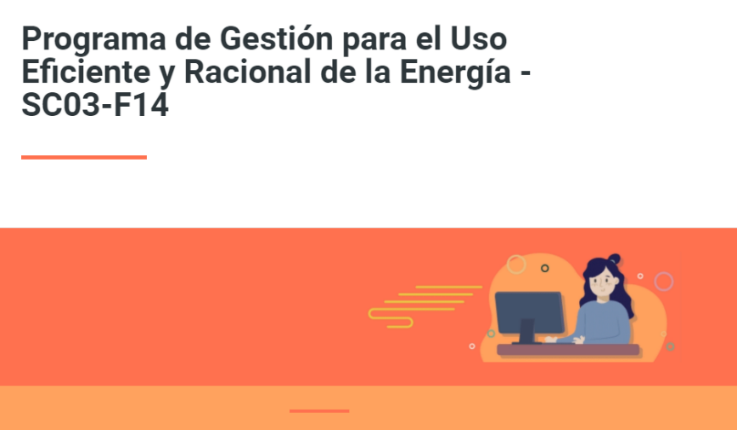 Programa de Gestión para el Uso
Eficiente y Racional de la Energía -
SC03-F14